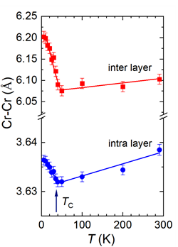 6.25
6.20
6.15
6.10
6.05
3.64
3.63
Cr-Cr (Å)
inter layer
intra layer
T_C
0 100 200 300
T (K)